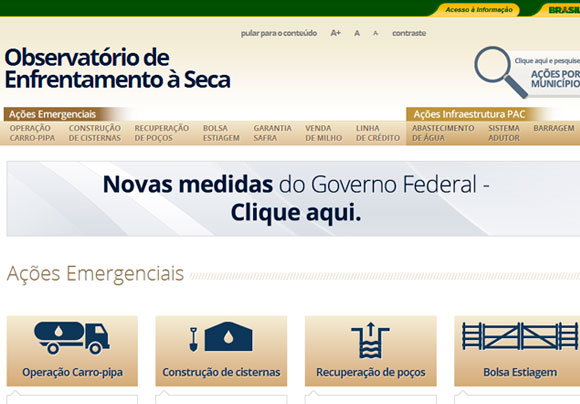 Acesso à Informação
BRASIL
pular para o conteúdo A+ A A- contraste
Observatório de
Enfrentamento à Seca
Clique aqui e pesquise
AÇÕES POR
MUNICÍPIO
Ações Emergenciais
Ações Infraestrutura PAC
OPERAÇÃO CONSTRUÇÃO RECUPERAÇÃO BOLSA GARANTIA VENDA LINHA ABASTECIMENTO SISTEMA BARRAGEM
CARRO-PIPA DE CISTERNAS DE POÇOS ESTIAGEM SAFRA DE MILHO DE CRÉDITO DE ÁGUA ADUTOR
Novas medidas do Governo Federal -
Clique aqui.
Ações Emergenciais
Operação Carro-pipa
Construção de cisternas
Recuperação de poços
Bolsa Estiagem